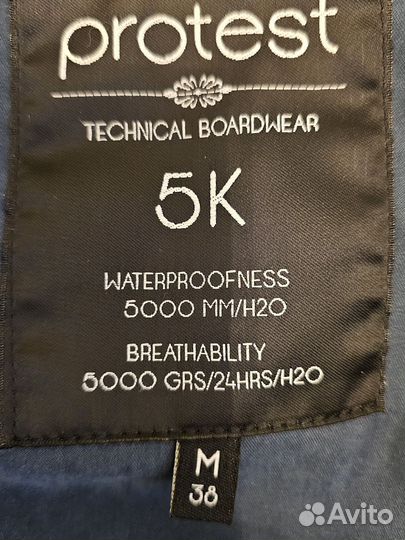 protest
TECHNICAL BOARDWEAR
5K
WATERPROOFNESS
5000 MM/H2O
BREATHABILITY
5000 GRS/24HRS/H2O
M
38
Avito